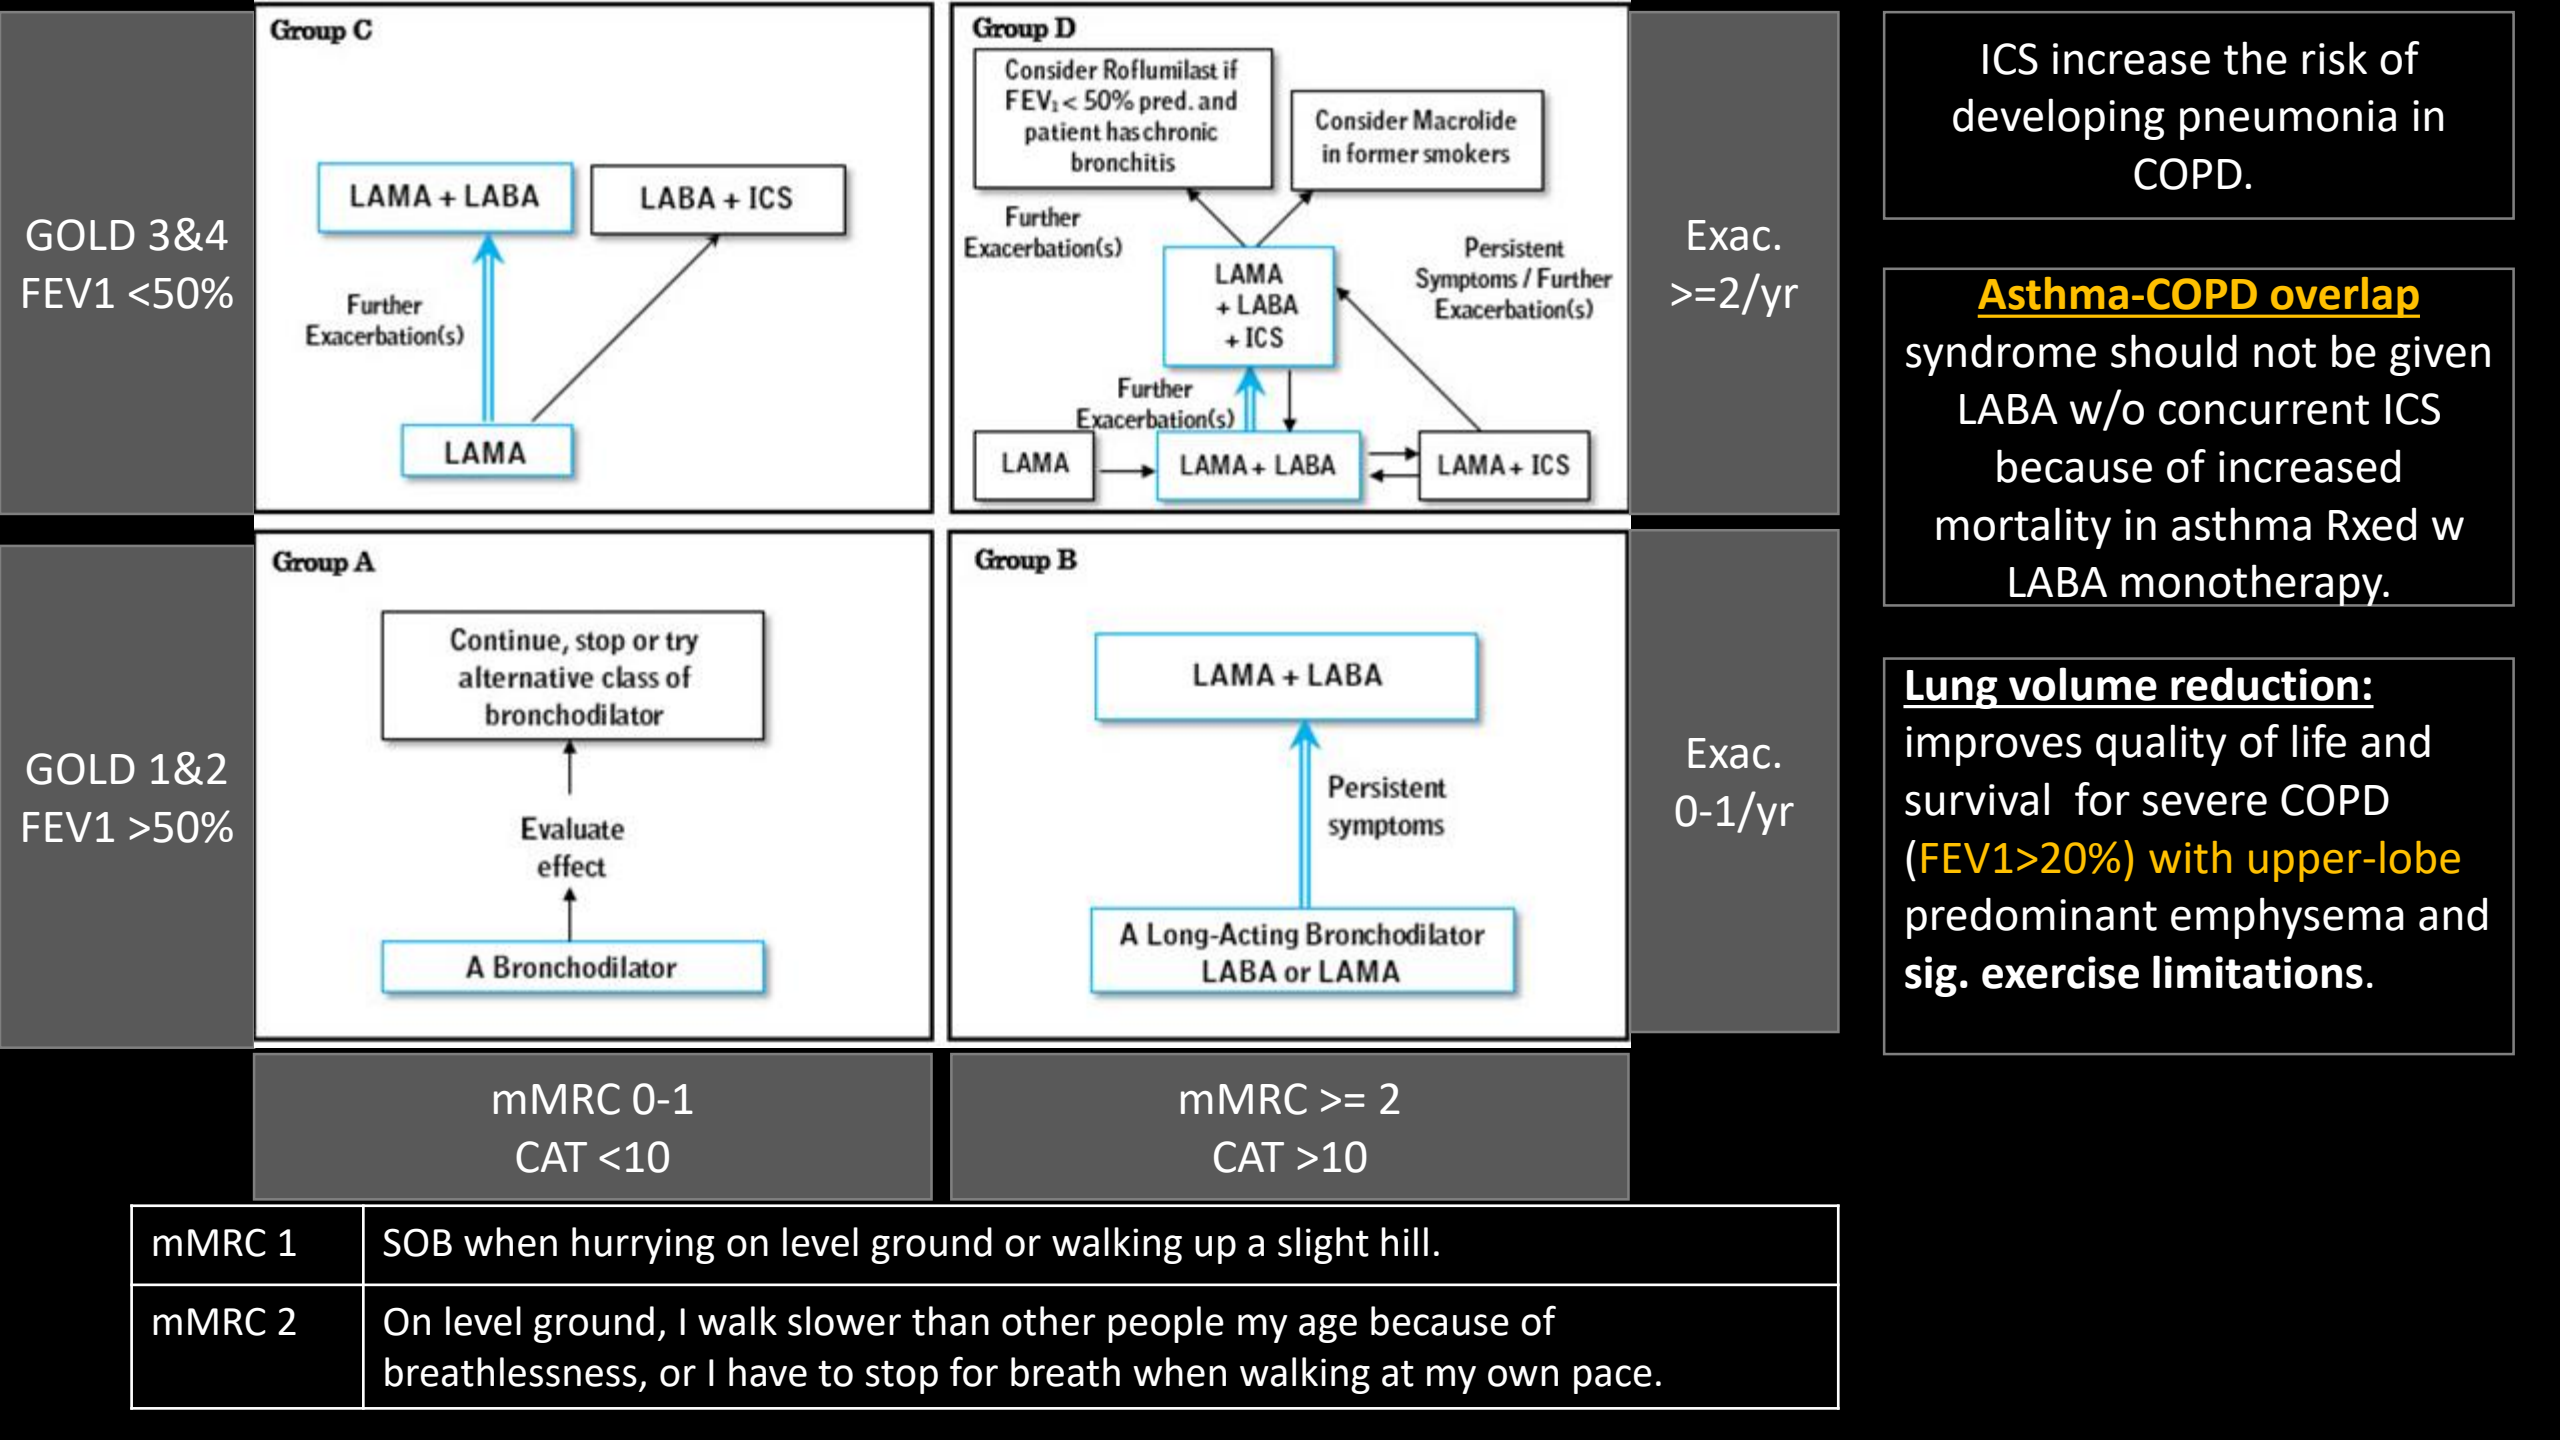 GOLD 3&4
FEV1 <50%
Group C
LAMA + LABA
LABA + ICS
Further
Exacerbation(s)
LAMA
Group D
Consider Roflumilast if
FEV₁ < 50% pred. and
patient has chronic
bronchitis
Consider Macrolide
in former smokers
Further
Exacerbation(s)
Persistent
Symptoms / Further
Exacerbation(s)
LAMA
+ LABA
+ ICS
Further
Exacerbation(s)
LAMA
LAMA + LABA
LAMA + ICS
Exac.
>=2/yr
GOLD 1&2
FEV1 >50%
Group A
Continue, stop or try
alternative class of
bronchodilator
Evaluate
effect
A Bronchodilator
Group B
LAMA + LABA
Persistent
symptoms
A Long-Acting Bronchodilator
LABA or LAMA
Exac.
0-1/yr
mMRC 0-1
CAT <10
mMRC >= 2
CAT >10
mMRC 1
SOB when hurrying on level ground or walking up a slight hill.
mMRC 2
On level ground, I walk slower than other people my age because of
breathlessness, or I have to stop for breath when walking at my own pace.
ICS increase the risk of
developing pneumonia in
COPD.
Asthma-COPD overlap
syndrome should not be given
LABA w/o concurrent ICS
because of increased
mortality in asthma Rxed w
LABA monotherapy.
Lung volume reduction:
improves quality of life and
survival for severe COPD
(FEV1>20%) with upper-lobe
predominant emphysema and
sig. exercise limitations.